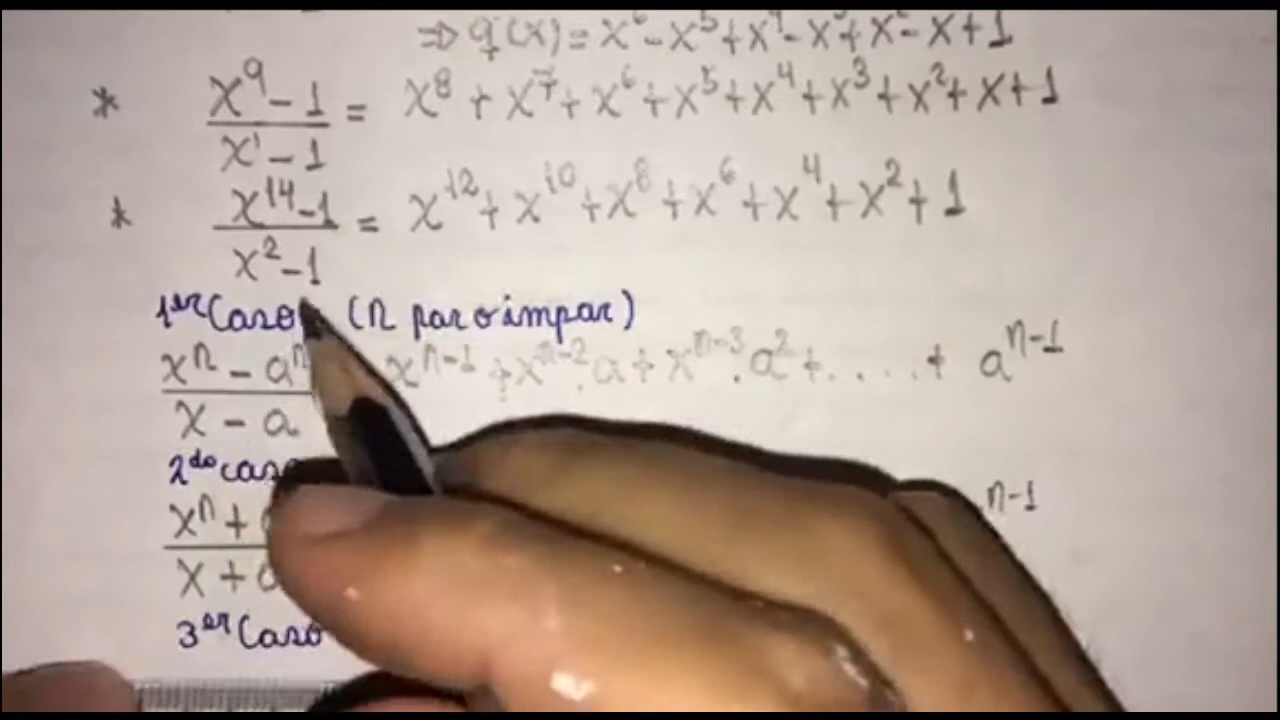 ⇒ q(x) = x⁶ - x⁵ + x⁴ - x³ + x² - x + 1
* x⁹ - 1 / x¹ - 1 = x⁸ + x⁷ + x⁶ + x⁵ + x⁴ + x³ + x² + x + 1
* x¹⁴ - 1 / x² - 1 = x¹² + x¹⁰ + x⁸ + x⁶ + x⁴ + x² + 1
1er Caso (n par o impar)
xⁿ - aⁿ / x - a xⁿ⁻¹ + xⁿ⁻².a + xⁿ⁻³.a² + .... + aⁿ⁻¹
2do caso
xⁿ + / x + n-1
3er Caso